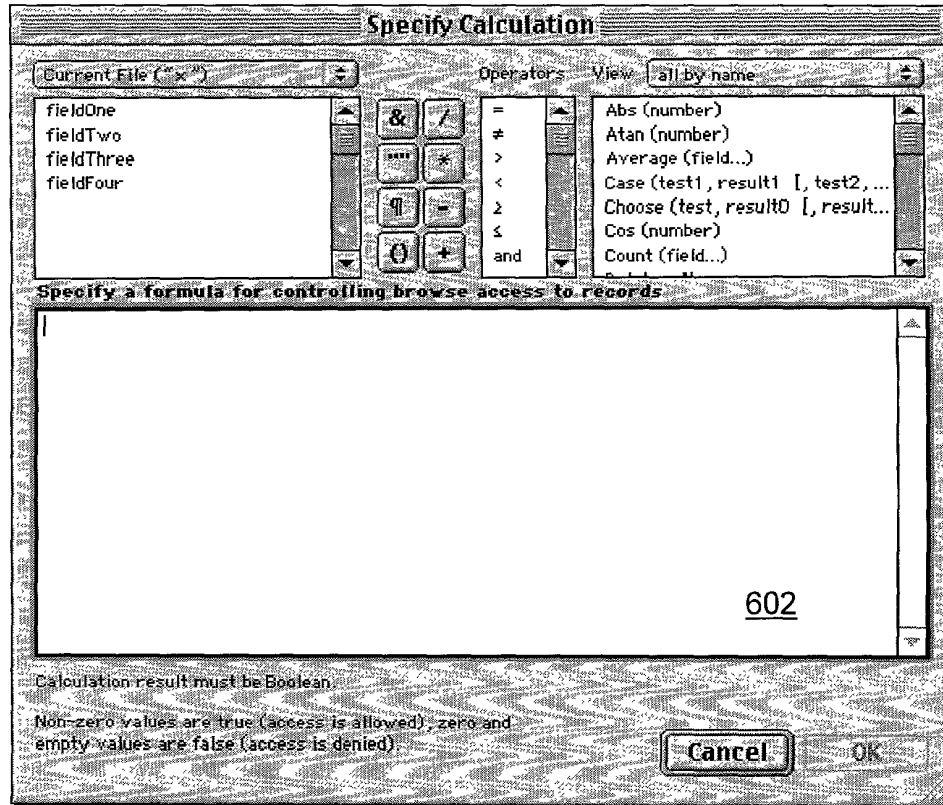 Specify Calculation
Current File ("x")
Operators
View
all by name
fieldOne
fieldTwo
fieldThree
fieldFour
&
/
""
*
¶
-
()
+
=
≠
>
<
≥
≤
and
Abs (number)
Atan (number)
Average (field...)
Case (test1, result1 [, test2, ...
Choose (test, result0 [, result...
Cos (number)
Count (field...)
Specify a formula for controlling browse access to records
602
Calculation result must be Boolean.
Non-zero values are true (access is allowed), zero and
empty values are false (access is denied).
Cancel
OK